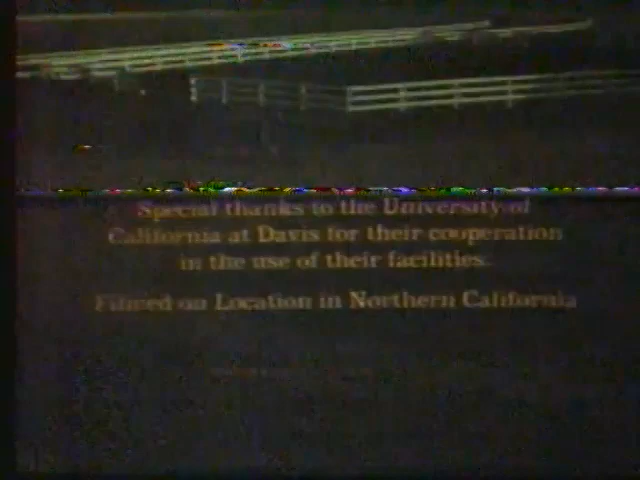 Special thanks to the University of
California at Davis for their cooperation
in the use of their facilities.
Filmed on Location in Northern California